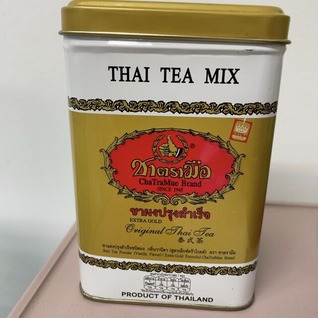 THAI TEA MIX
ชาตรามือ
ChaTraMue Brand
SINCE 1945
ชาผงปรุงสำเร็จ
EXTRA GOLD
Original Thai Tea
泰式茶
PRODUCT OF THAILAND